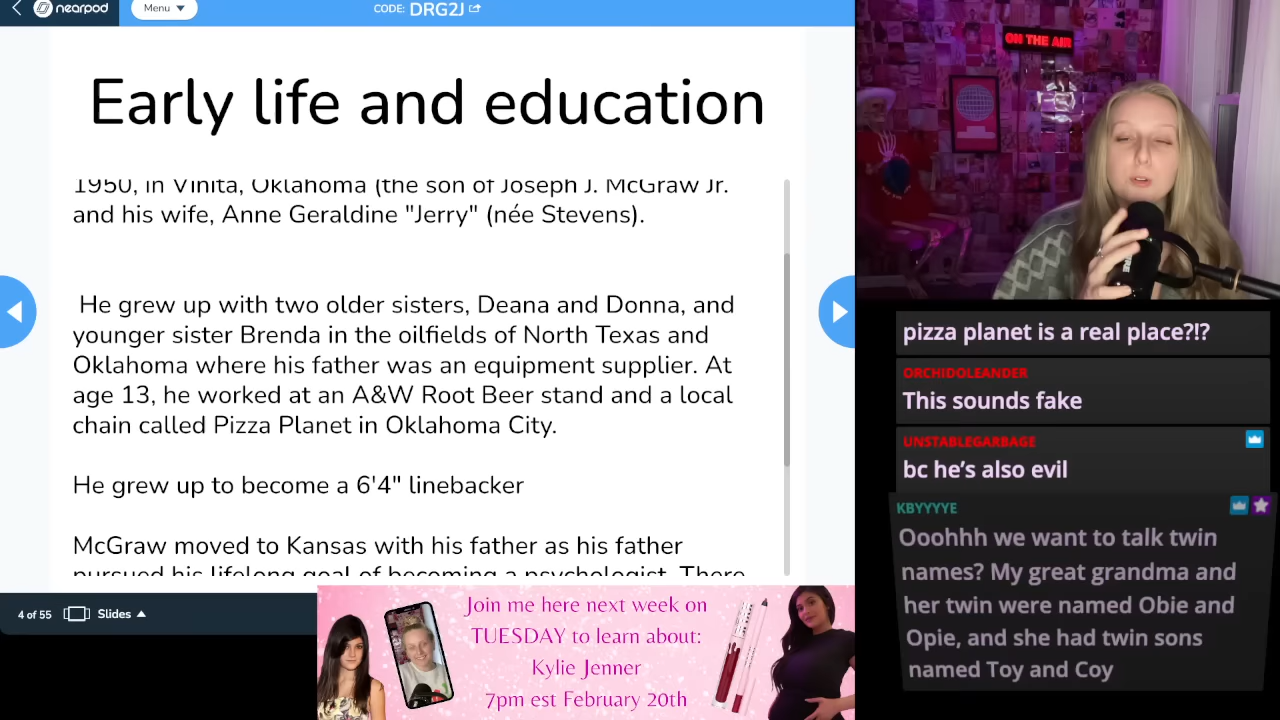 nearpod
Menu
CODE: DRG2J
ON THE AIR
Early life and education
1950, in Vinita, Oklahoma (the son of Joseph J. McGraw Jr.
and his wife, Anne Geraldine "Jerry" (née Stevens).
He grew up with two older sisters, Deana and Donna, and
younger sister Brenda in the oilfields of North Texas and
Oklahoma where his father was an equipment supplier. At
age 13, he worked at an A&W Root Beer stand and a local
chain called Pizza Planet in Oklahoma City.
He grew up to become a 6'4" linebacker
McGraw moved to Kansas with his father as his father
pursued his lifelong goal of becoming a psychologist. There
4 of 55
Slides
pizza planet is a real place?!?
ORCHIDOLEANDER
This sounds fake
UNSTABLEGARBAGE
bc he's also evil
KBYYYYE
Ooohhh we want to talk twin
names? My great grandma and
her twin were named Obie and
Opie, and she had twin sons
named Toy and Coy
Join me here next week on
TUESDAY to learn about:
Kylie Jenner
7pm est February 20th